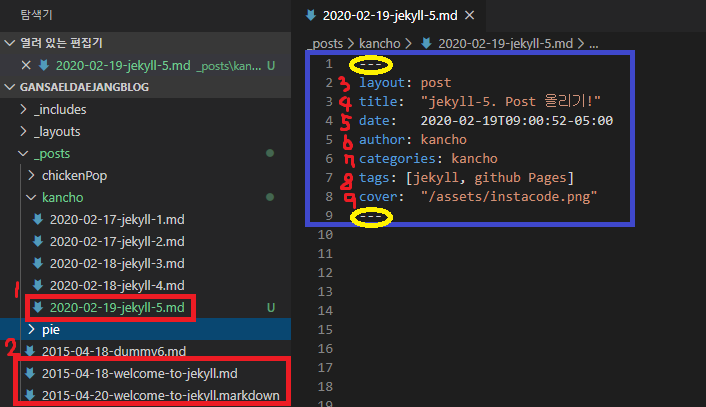 탐색기
열려 있는 편집기
2020-02-19-jekyll-5.md _posts\kan... U
GANSAELDAEJANGBLOG
_includes
_layouts
_posts
chickenPop
kancho
2020-02-17-jekyll-1.md
2020-02-17-jekyll-2.md
2020-02-18-jekyll-3.md
1 2020-02-18-jekyll-4.md
2020-02-19-jekyll-5.md U
pie
2 2015-04-18-dummy6.md
2015-04-18-welcome-to-jekyll.md
2015-04-20-welcome-to-jekyll.markdown
2020-02-19-jekyll-5.md
_posts > kancho > 2020-02-19-jekyll-5.md > ...
1 ---
2 3 layout: post
3 4 title: "jekyll-5. Post 올리기!"
4 5 date: 2020-02-19T09:00:52-05:00
5 6 author: kancho
6 7 categories: kancho
7 8 tags: [jekyll, github Pages]
8 9 cover: "/assets/instacode.png"
9 ---
10
11
12
13
14
15
16
17
18
19